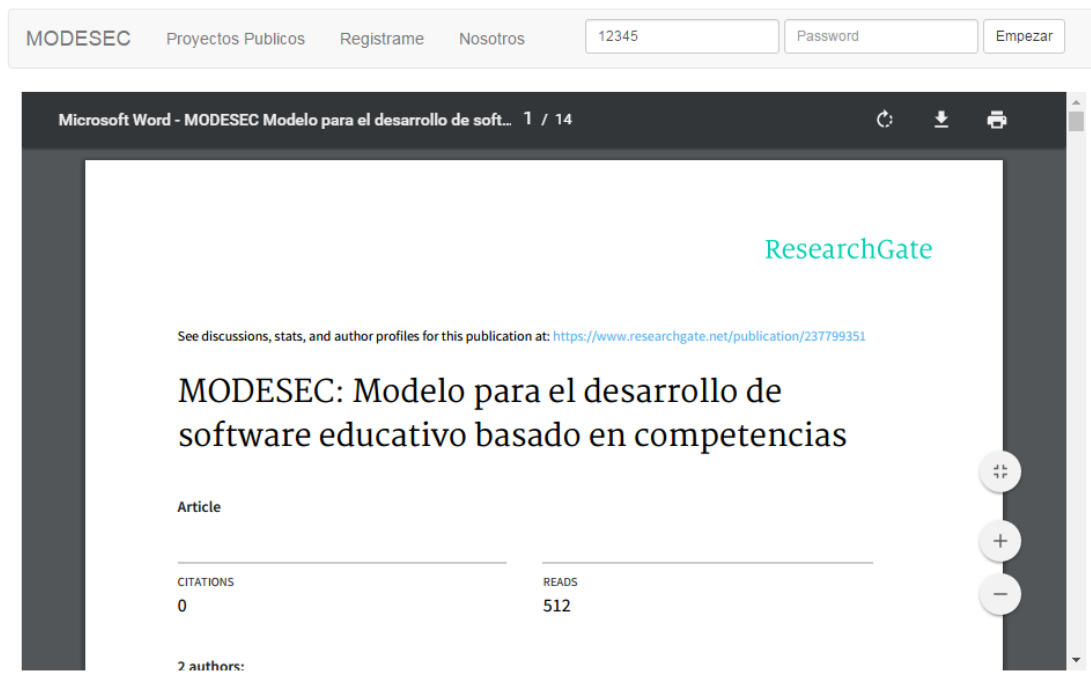 MODESEC Proyectos Publicos Registrame Nosotros 12345 Password Empezar
Microsoft Word - MODESEC Modelo para el desarrollo de soft... 1 / 14
ResearchGate
See discussions, stats, and author profiles for this publication at: https://www.researchgate.net/publication/237799351
MODESEC: Modelo para el desarrollo de
software educativo basado en competencias
Article
CITATIONS READS
0 512
2 authors: